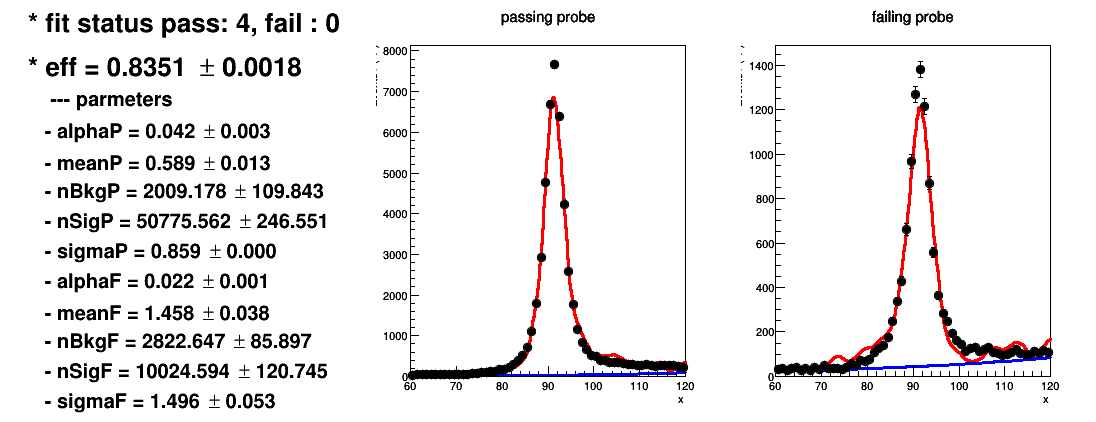 * fit status pass: 4, fail : 0
* eff = 0.8351 ± 0.0018
--- parmeters
- alphaP = 0.042 ± 0.003
- meanP = 0.589 ± 0.013
- nBkgP = 2009.178 ± 109.843
- nSigP = 50775.562 ± 246.551
- sigmaP = 0.859 ± 0.000
- alphaF = 0.022 ± 0.001
- meanF = 1.458 ± 0.038
- nBkgF = 2822.647 ± 85.897
- nSigF = 10024.594 ± 120.745
- sigmaF = 1.496 ± 0.053
passing probe
8000
7000
6000
5000
4000
3000
2000
1000
0
60 70 80 90 100 110 120
x
failing probe
1400
1200
1000
800
600
400
200
0
60 70 80 90 100 110 120
x